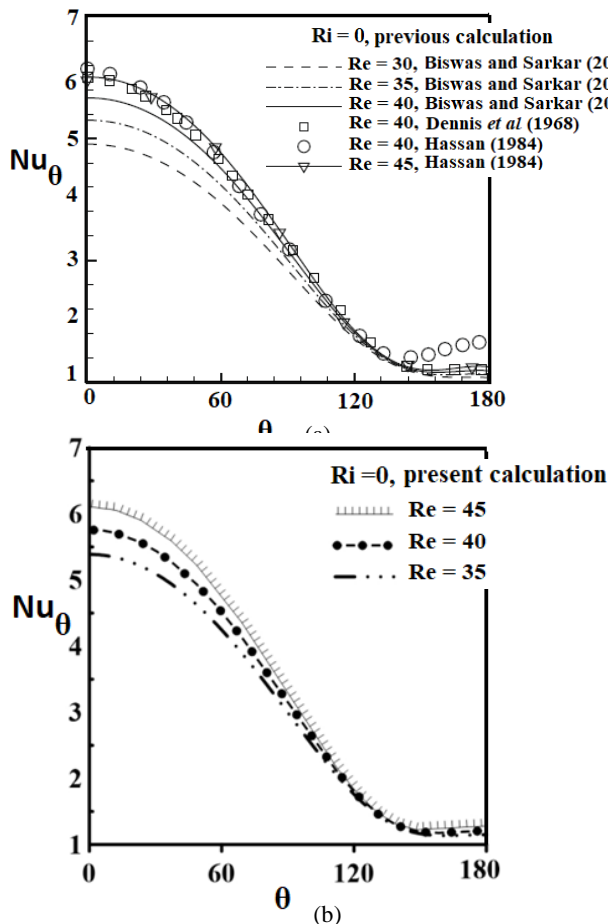 7
6
5
4
3
2
1
Nuθ
Ri = 0, previous calculation
Re = 30, Biswas and Sarkar (20
Re = 35, Biswas and Sarkar (20
Re = 40, Biswas and Sarkar (20
Re = 40, Dennis et al (1968)
Re = 40, Hassan (1984)
Re = 45, Hassan (1984)
0 60 120 180
θ
7
6
5
4
3
2
1
Nuθ
Ri =0, present calculation
Re = 45
Re = 40
Re = 35
0 60 120 180
θ
(b)